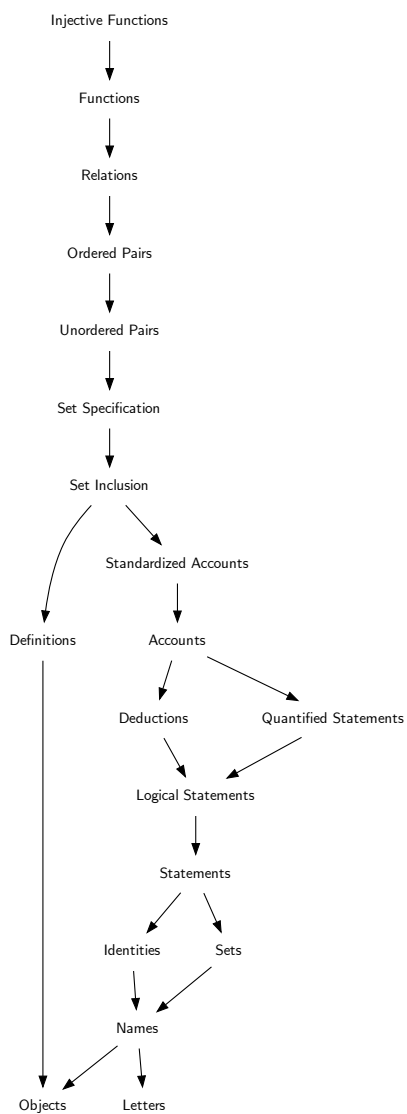 Injective Functions
Functions
Relations
Ordered Pairs
Unordered Pairs
Set Specification
Set Inclusion
Standardized Accounts
Definitions
Accounts
Deductions
Quantified Statements
Logical Statements
Statements
Identities
Sets
Names
Objects
Letters